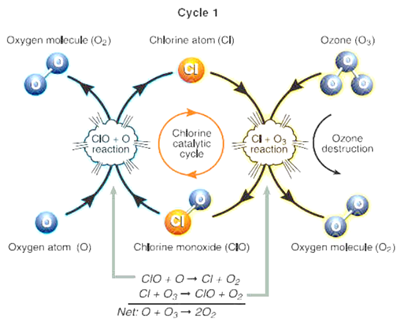 Cycle 1
Oxygen molecule (O₂)
Chlorine atom (Cl)
Ozone (O₃)
O
O
Cl
O
O
O
ClO + O
reaction
Chlorine
catalytic
cycle
Cl + O₃
reaction
Ozone
destruction
O
Cl
O
O
O
Oxygen atom (O)
Chlorine monoxide (ClO)
Oxygen molecule (O₂)
ClO + O → Cl + O₂
Cl + O₃ → ClO + O₂
Net: O + O₃ → 2O₂